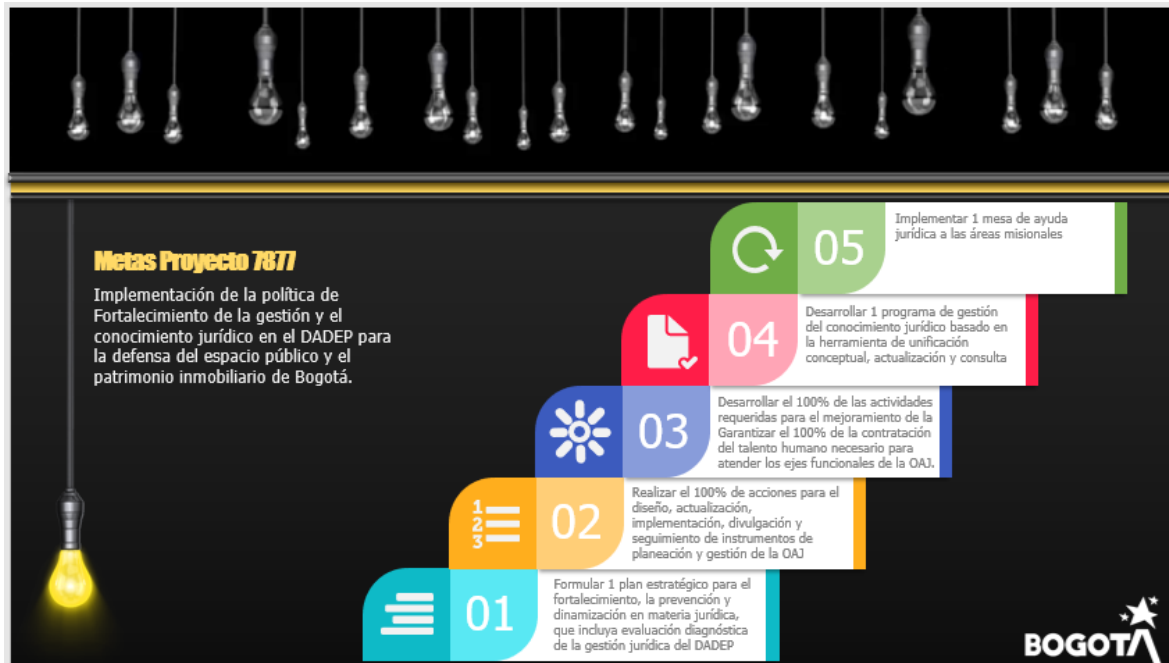 Metas Proyecto 7877
Implementación de la política de
Fortalecimiento de la gestión y el
conocimiento jurídico en el DADEP para
la defensa del espacio público y el
patrimonio inmobiliario de Bogotá.
05
Implementar 1 mesa de ayuda
jurídica a las áreas misionales
04
Desarrollar 1 programa de gestión
del conocimiento jurídico basado en
la herramienta de unificación
conceptual, actualización y consulta
03
Desarrollar el 100% de las actividades
requeridas para el mejoramiento de la
Garantizar el 100% de la contratación
del talento humano necesario para
atender los ejes funcionales de la OAJ.
1
2
3
02
Realizar el 100% de acciones para el
diseño, actualización,
implementación, divulgación y
seguimiento de instrumentos de
planeación y gestión de la OAJ
01
Formular 1 plan estratégico para el
fortalecimiento, la prevención y
dinamización en materia jurídica,
que incluya evaluación diagnóstica
de la gestión jurídica del DADEP
BOGOTÁ